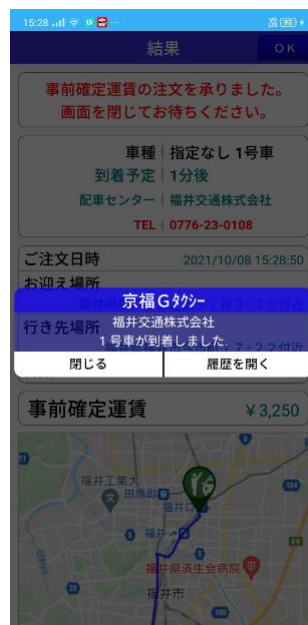 15:28
92
結果
OK
事前確定運賃の注文を承りました。
画面を閉じてお待ちください。
車種 指定なし 1号車
到着予定 1分後
配車センター 福井交通株式会社
TEL 0776-23-0108
ご注文日時 2021/10/08 15:28:50
お迎え場所
京福Gタクシー
福井交通株式会社
1号車が到着しました.
行き先場所
閉じる
履歴を開く
事前確定運賃 ¥3,250
福井工業大
田原町
福井口
104
福井
E8
福井県済生会病院
福井市
28
180